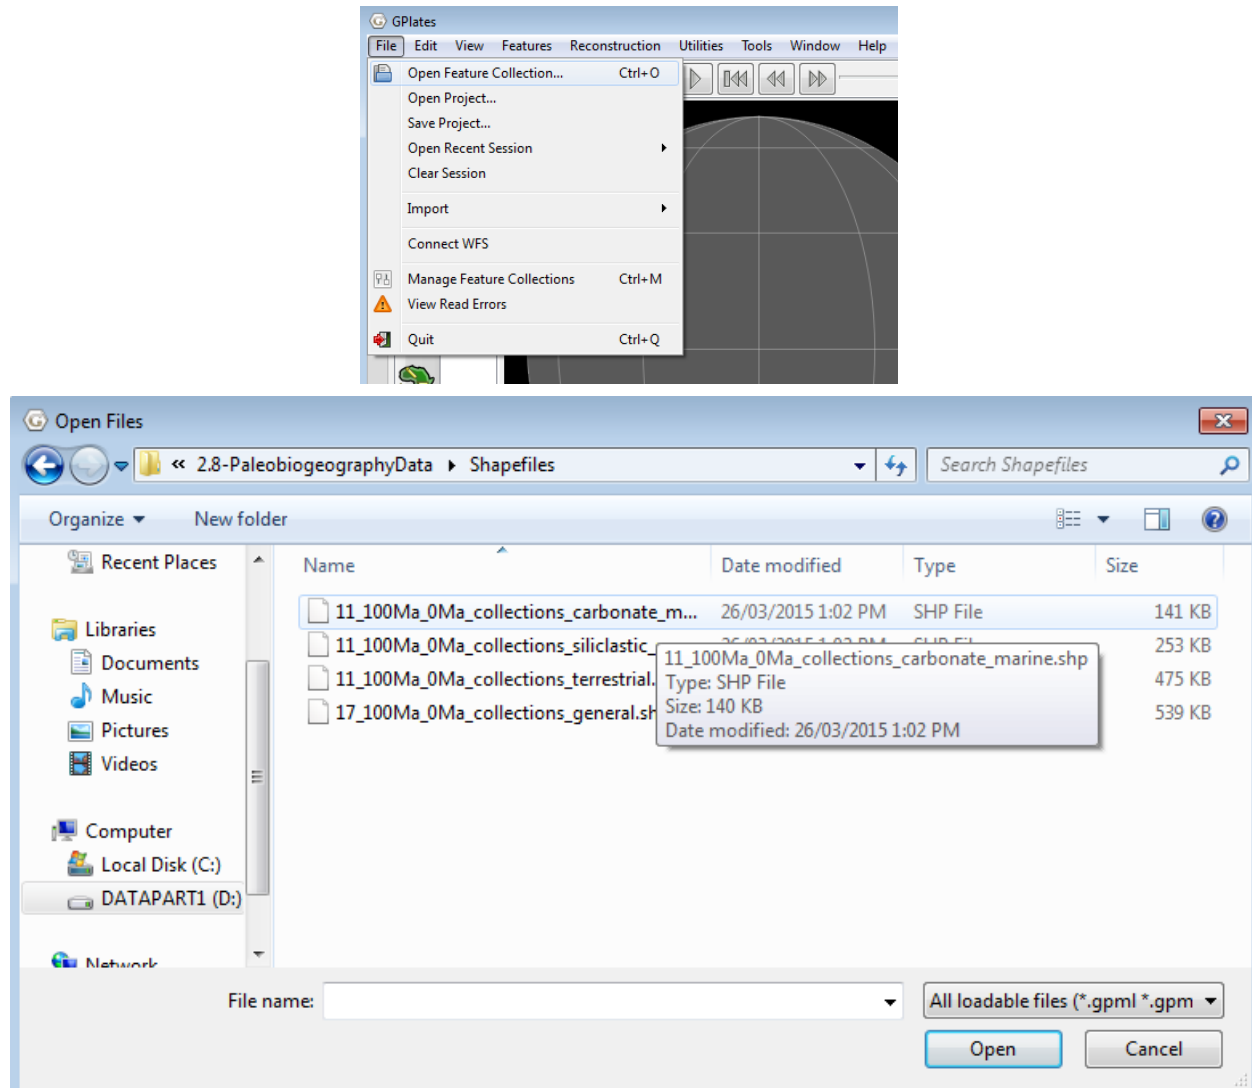 GPlates
File Edit View Features Reconstruction Utilities Tools Window Help
Open Feature Collection... Ctrl+O
Open Project...
Save Project...
Open Recent Session
Clear Session
Import
Connect WFS
Manage Feature Collections Ctrl+M
View Read Errors
Quit Ctrl+Q
Open Files
« 2.8-PaleobiogeographyData Shapefiles Search Shapefiles
Organize New folder
Recent Places
Libraries
Documents
Music
Pictures
Videos
Computer
Local Disk (C:)
DATAPART1 (D:)
Network
Name Date modified Type Size
11_100Ma_0Ma_collections_carbonate_m... 26/03/2015 1:02 PM SHP File 141 KB
11_100Ma_0Ma_collections_siliclastic_ 253 KB
11_100Ma_0Ma_collections_terrestrial. 475 KB
17_100Ma_0Ma_collections_general.sh 539 KB
11_100Ma_0Ma_collections_carbonate_marine.shp
Type: SHP File
Size: 140 KB
Date modified: 26/03/2015 1:02 PM
File name: All loadable files (*.gpml *.gpm
Open Cancel